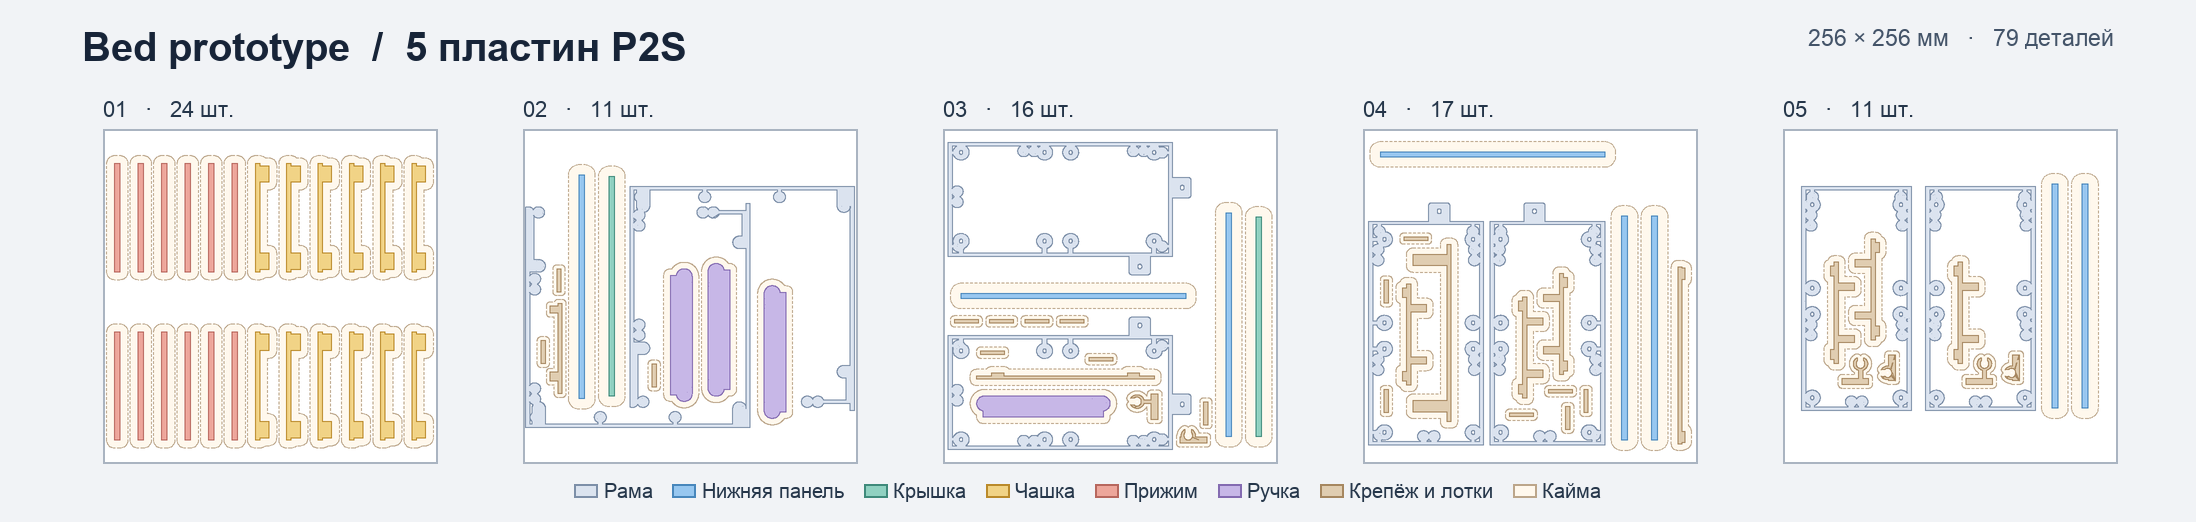 Bed prototype / 5 пластин P2S
256 × 256 мм · 79 деталей
01 · 24 шт.
02 · 11 шт.
03 · 16 шт.
04 · 17 шт.
05 · 11 шт.
Рама Нижняя панель Крышка Чашка Прижим Ручка Крепёж и лотки Кайма